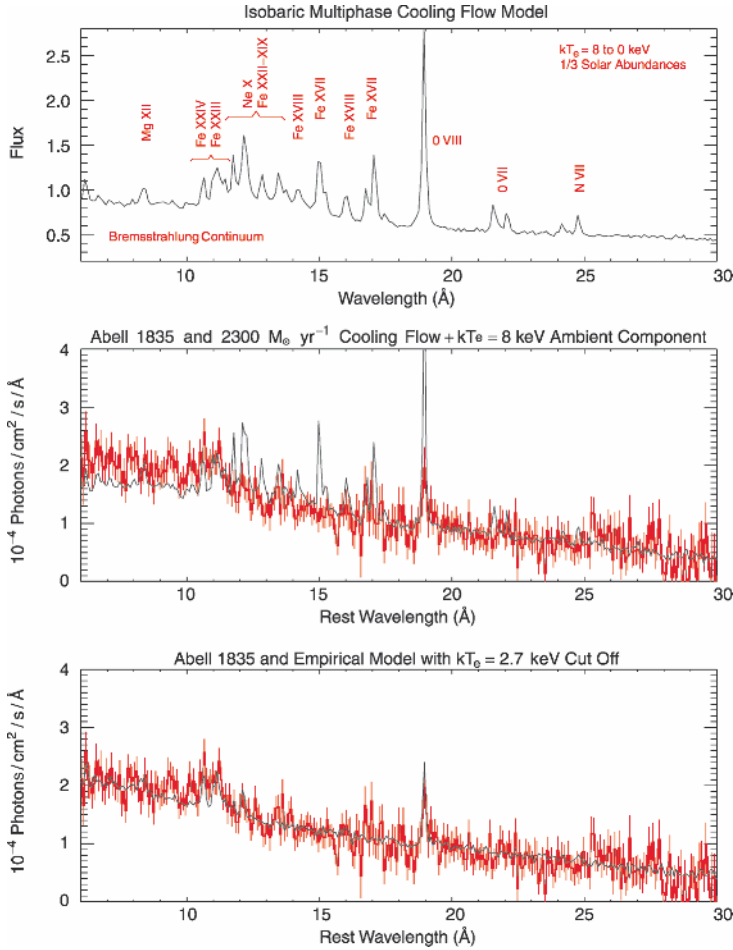 Isobaric Multiphase Cooling Flow Model
kTe = 8 to 0 keV
1/3 Solar Abundances
Mg XII
Fe XXIV
Fe XXIII
Ne X
Fe XXII–XIX
Fe XVIII
Fe XVII
Fe XVIII
Fe XVII
O VIII
O VII
N VII
Bremsstrahlung Continuum
Flux
2.5
2.0
1.5
1.0
0.5
10 15 20 25 30
Wavelength (Å)
Abell 1835 and 2300 M⊙ yr⁻¹ Cooling Flow + kTe = 8 keV Ambient Component
10⁻⁴ Photons/cm²/s/Å
4
3
2
1
0
10 15 20 25 30
Rest Wavelength (Å)
Abell 1835 and Empirical Model with kTe = 2.7 keV Cut Off
10⁻⁴ Photons/cm²/s/Å
4
3
2
1
0
10 15 20 25 30
Rest Wavelength (Å)